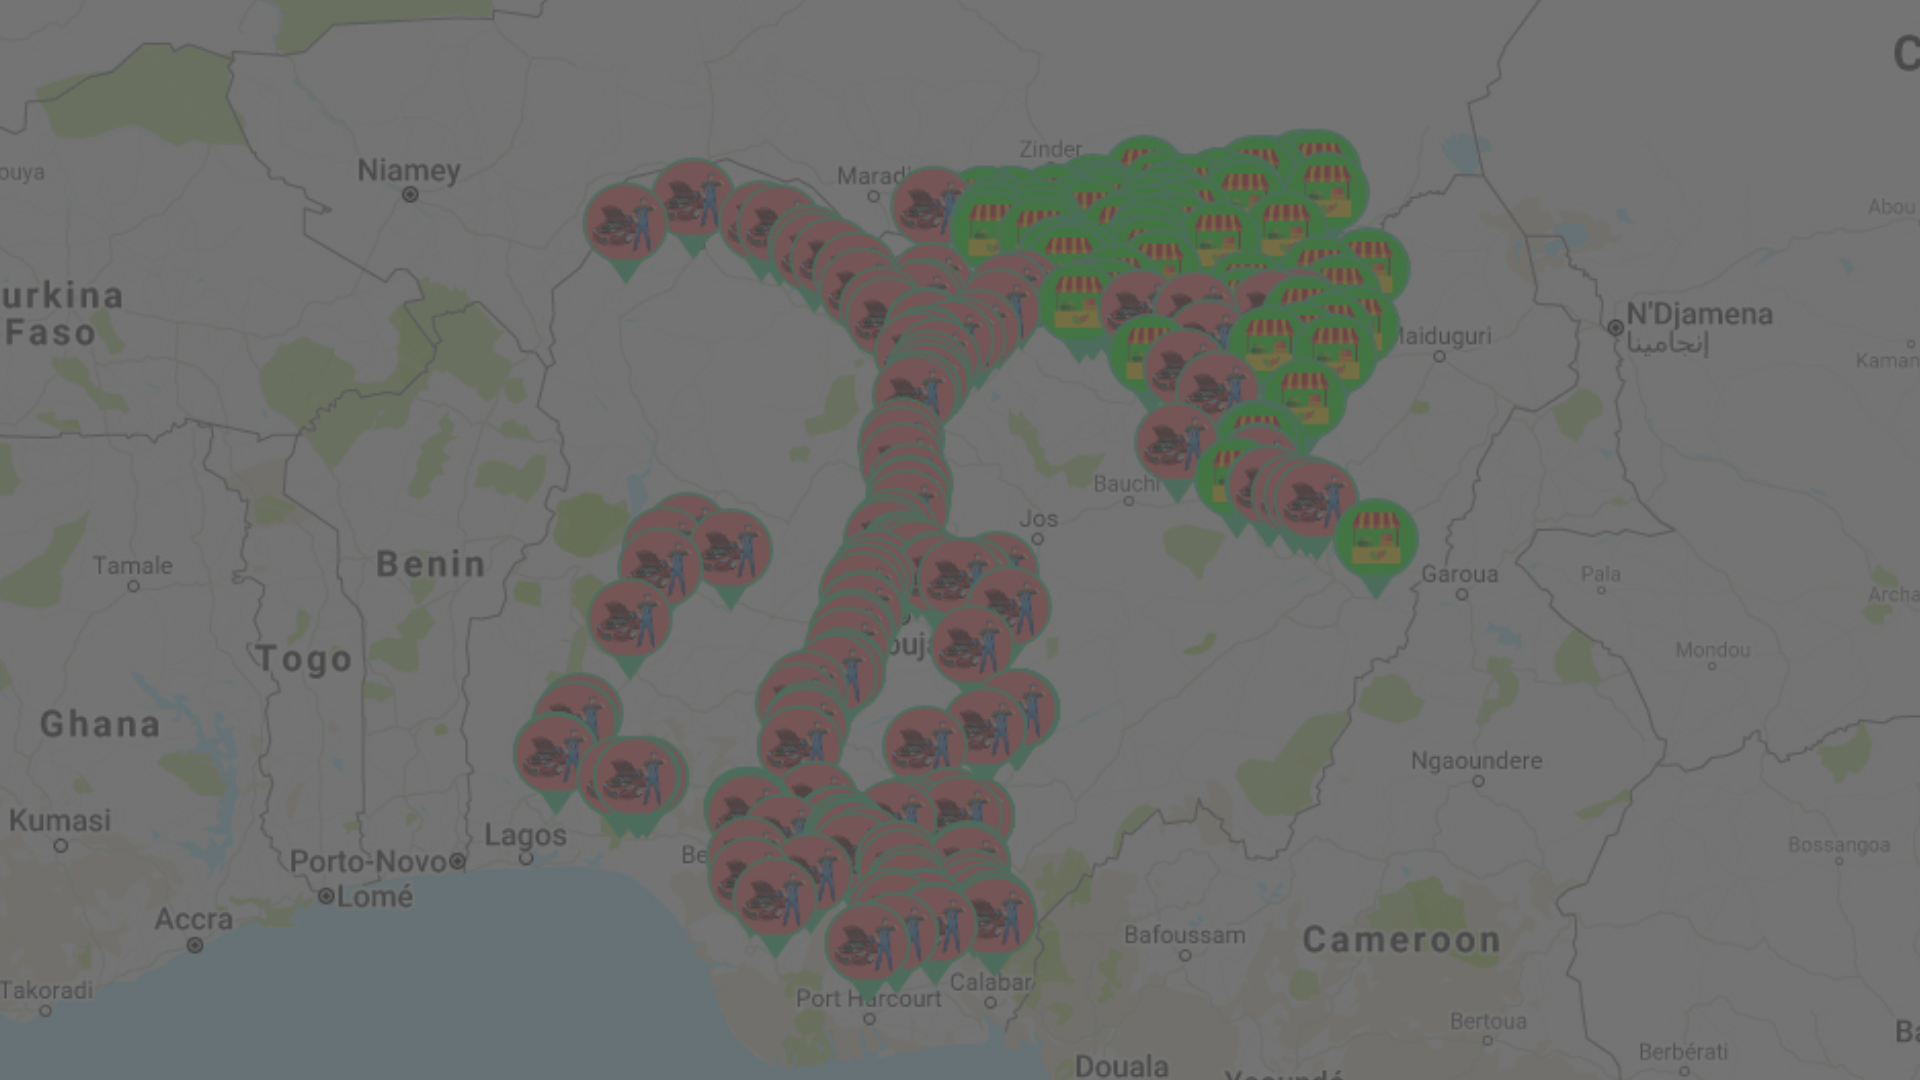 C
Zinder
Niamey
ouya
Maradi
Abou
urkina
Faso
N'Djamena
إنجامينا
Maiduguri
Kaman
Bauchi
Jos
Tamale
Benin
Garoua
Pala
Archa
Togo
buja
Mondou
Ghana
Ngaoundere
Kumasi
Lagos
Be
Bossangoa
Porto-Novo
Lomé
Accra
Bafoussam
Cameroon
Takoradi
Calabar
Port Harcourt
Bertoua
Ba
Berbérati
Douala
Yaoundé